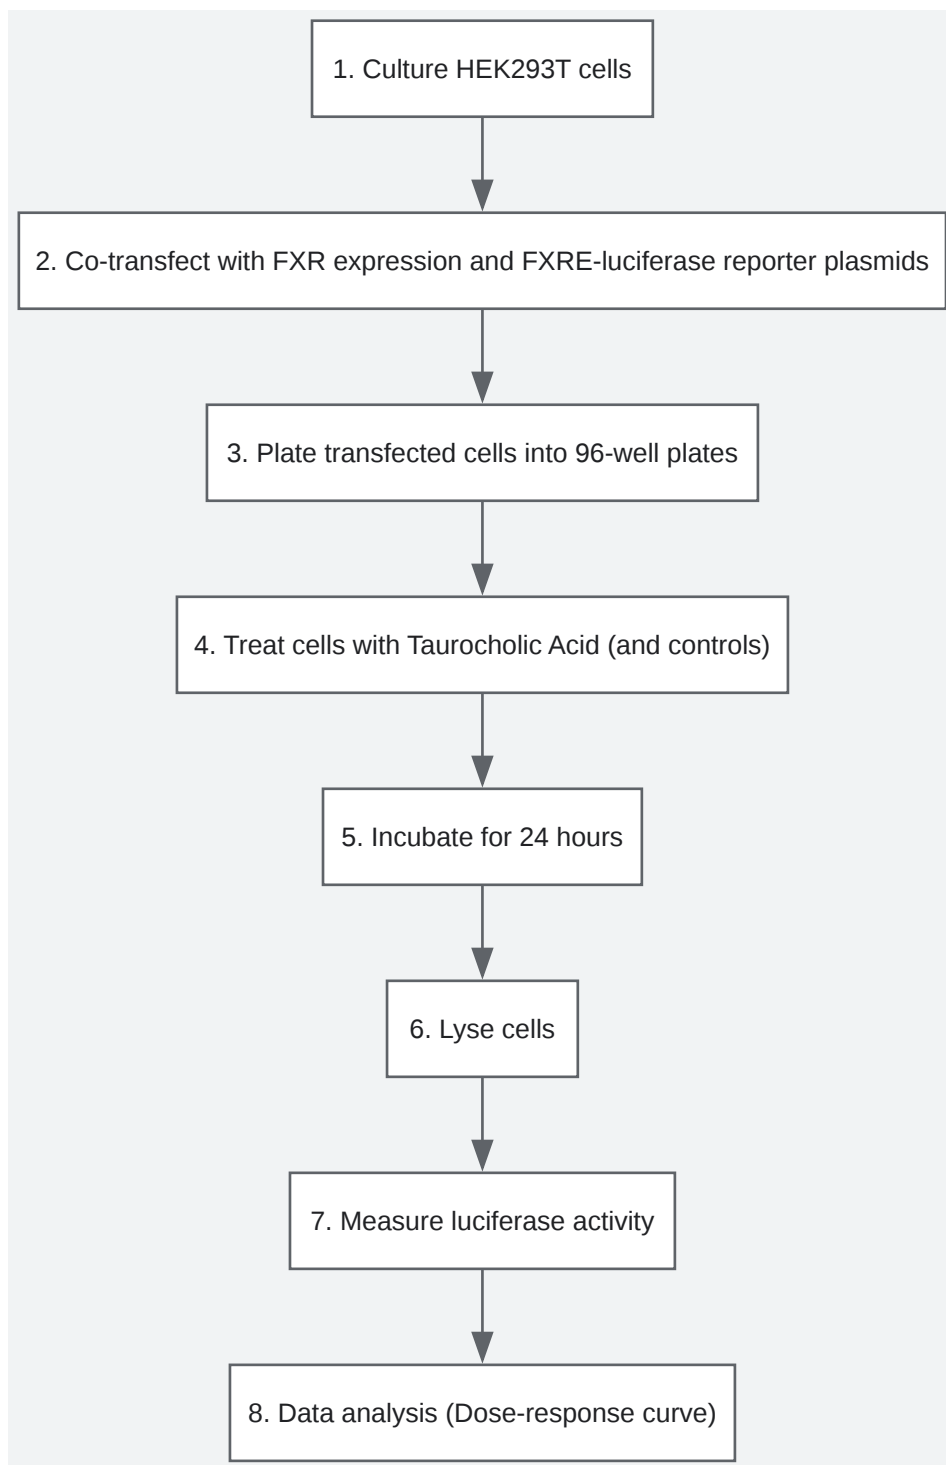 1. Culture HEK293T cells
2. Co-transfect with FXR expression and FXRE-luciferase reporter plasmids
3. Plate transfected cells into 96-well plates
4. Treat cells with Taurocholic Acid (and controls)
5. Incubate for 24 hours
6. Lyse cells
7. Measure luciferase activity
8. Data analysis (Dose-response curve)